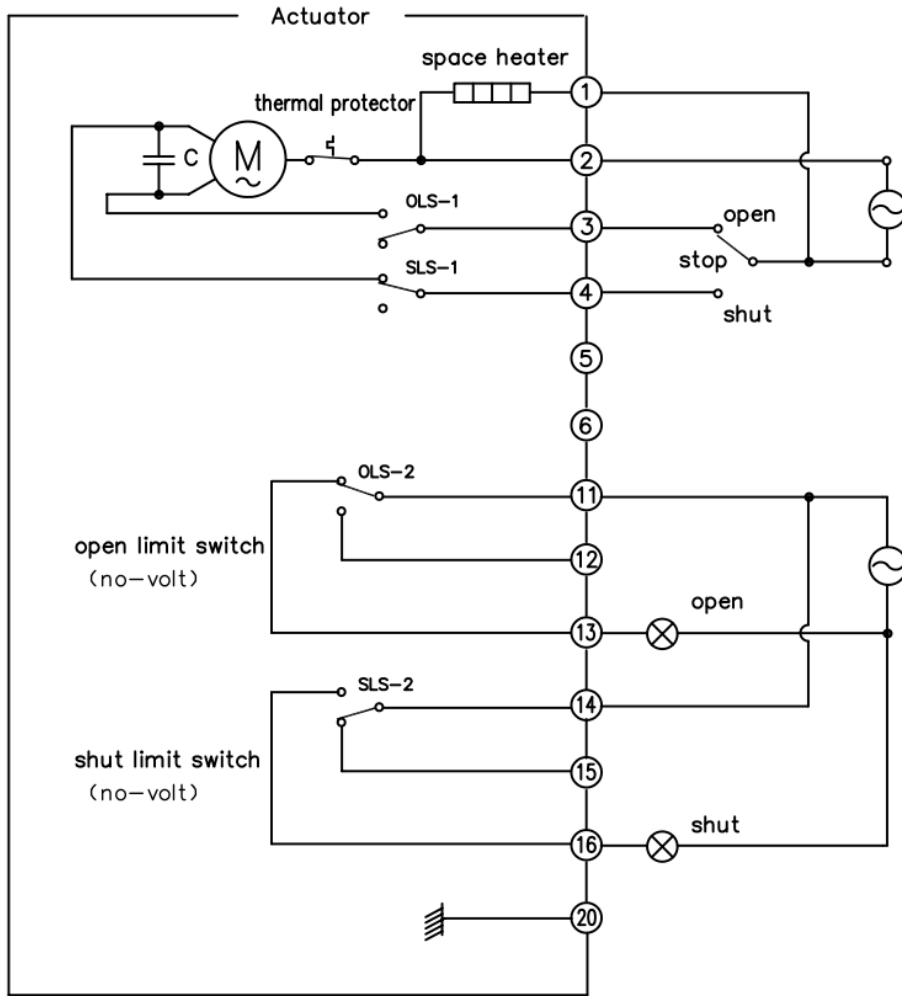 Actuator
space heater
1
thermal protector
C
M
2
OLS-1
3
open
stop
SLS-1
4
shut
5
6
OLS-2
11
open limit switch
(no-volt)
12
open
13
SLS-2
14
shut limit switch
(no-volt)
15
shut
16
20